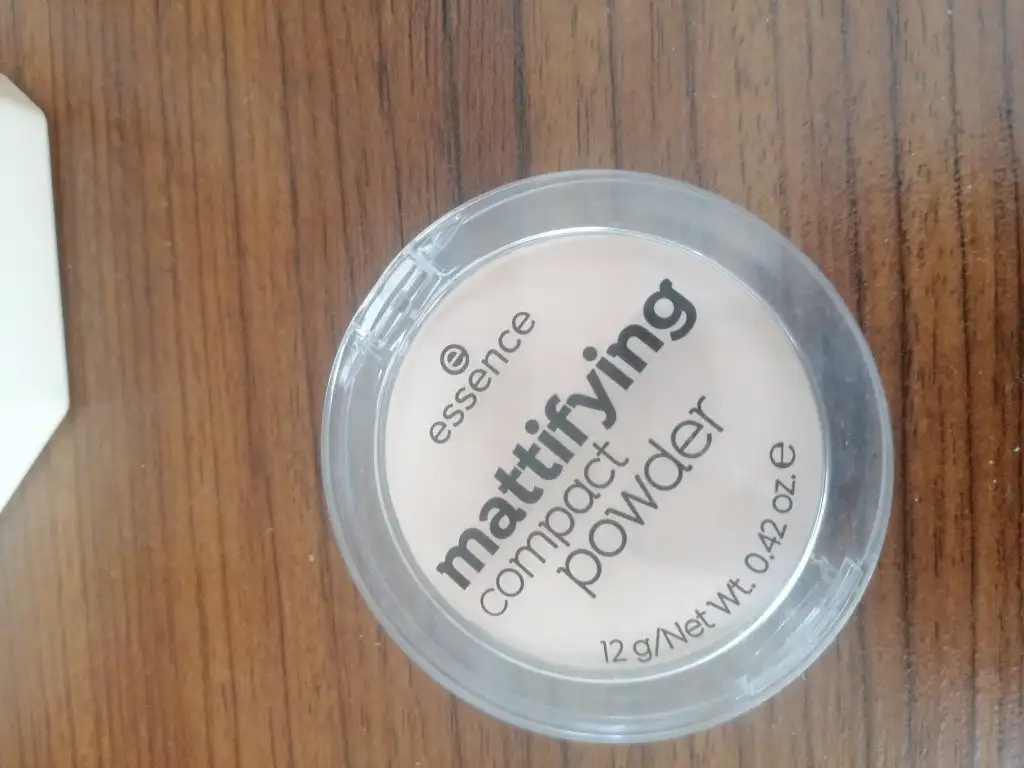 essence
mattifying
compact
powder
12 g/Net Wt. 0.42 oz. e